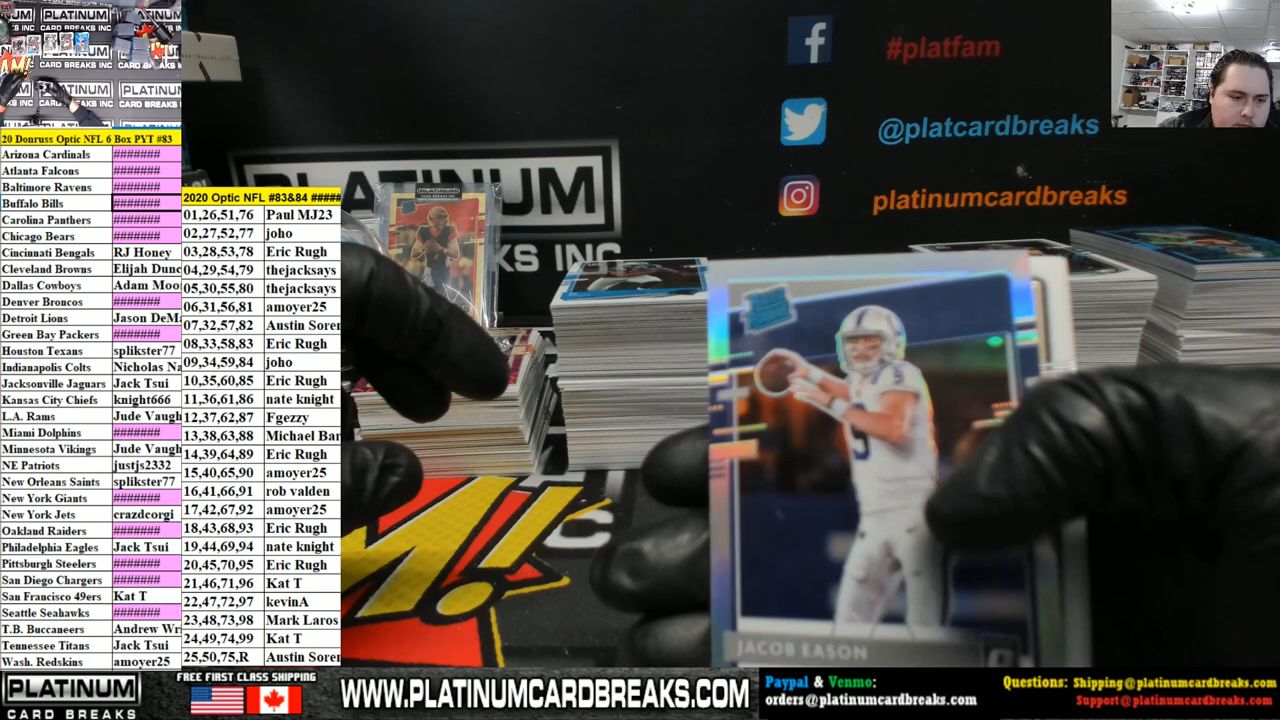 PLATINUM
CARD BREAKS INC
20 Donruss Optic NFL 6 Box PYT #83
Arizona Cardinals #######
Atlanta Falcons #######
Baltimore Ravens #######
Buffalo Bills #######
Carolina Panthers #######
Chicago Bears #######
Cincinnati Bengals RJ Honey
Cleveland Browns Elijah Dunc
Dallas Cowboys Adam Moo
Denver Broncos #######
Detroit Lions Jason DeMa
Green Bay Packers #######
Houston Texans splikster77
Indianapolis Colts Nicholas Na
Jacksonville Jaguars Jack Tsui
Kansas City Chiefs knight666
L.A. Rams Jude Vaugh
Miami Dolphins #######
Minnesota Vikings Jude Vaugh
NE Patriots justjs2332
New Orleans Saints splikster77
New York Giants #######
New York Jets crazdcorgi
Oakland Raiders #######
Philadelphia Eagles Jack Tsui
Pittsburgh Steelers #######
San Diego Chargers #######
San Francisco 49ers Kat T
Seattle Seahawks #######
T.B. Buccaneers Andrew Wr
Tennessee Titans Jack Tsui
Wash. Redskins amoyer25
2020 Optic NFL #83&84 #####
01,26,51,76 Paul MJ23
02,27,52,77 joho
03,28,53,78 Eric Rugh
04,29,54,79 thejacksays
05,30,55,80 thejacksays
06,31,56,81 amoyer25
07,32,57,82 Austin Soren
08,33,58,83 Eric Rugh
09,34,59,84 joho
10,35,60,85 Eric Rugh
11,36,61,86 nate knight
12,37,62,87 Fgezzy
13,38,63,88 Michael Bar
14,39,64,89 Eric Rugh
15,40,65,90 amoyer25
16,41,66,91 rob valden
17,42,67,92 amoyer25
18,43,68,93 Eric Rugh
19,44,69,94 nate knight
20,45,70,95 Eric Rugh
21,46,71,96 Kat T
22,47,72,97 kevinA
23,48,73,98 Mark Laros
24,49,74,99 Kat T
25,50,75,R Austin Soren
#platfam
@platcardbreaks
platinumcardbreaks
PLATINUM
KS INC
JACOB EASON
PLATINUM
CARD BREAKS
FREE FIRST CLASS SHIPPING
WWW.PLATINUMCARDBREAKS.COM
Paypal & Venmo:
orders@platinumcardbreaks.com
Questions: Shipping@platinumcardbreaks.com
Support@platinumcardbreaks.com